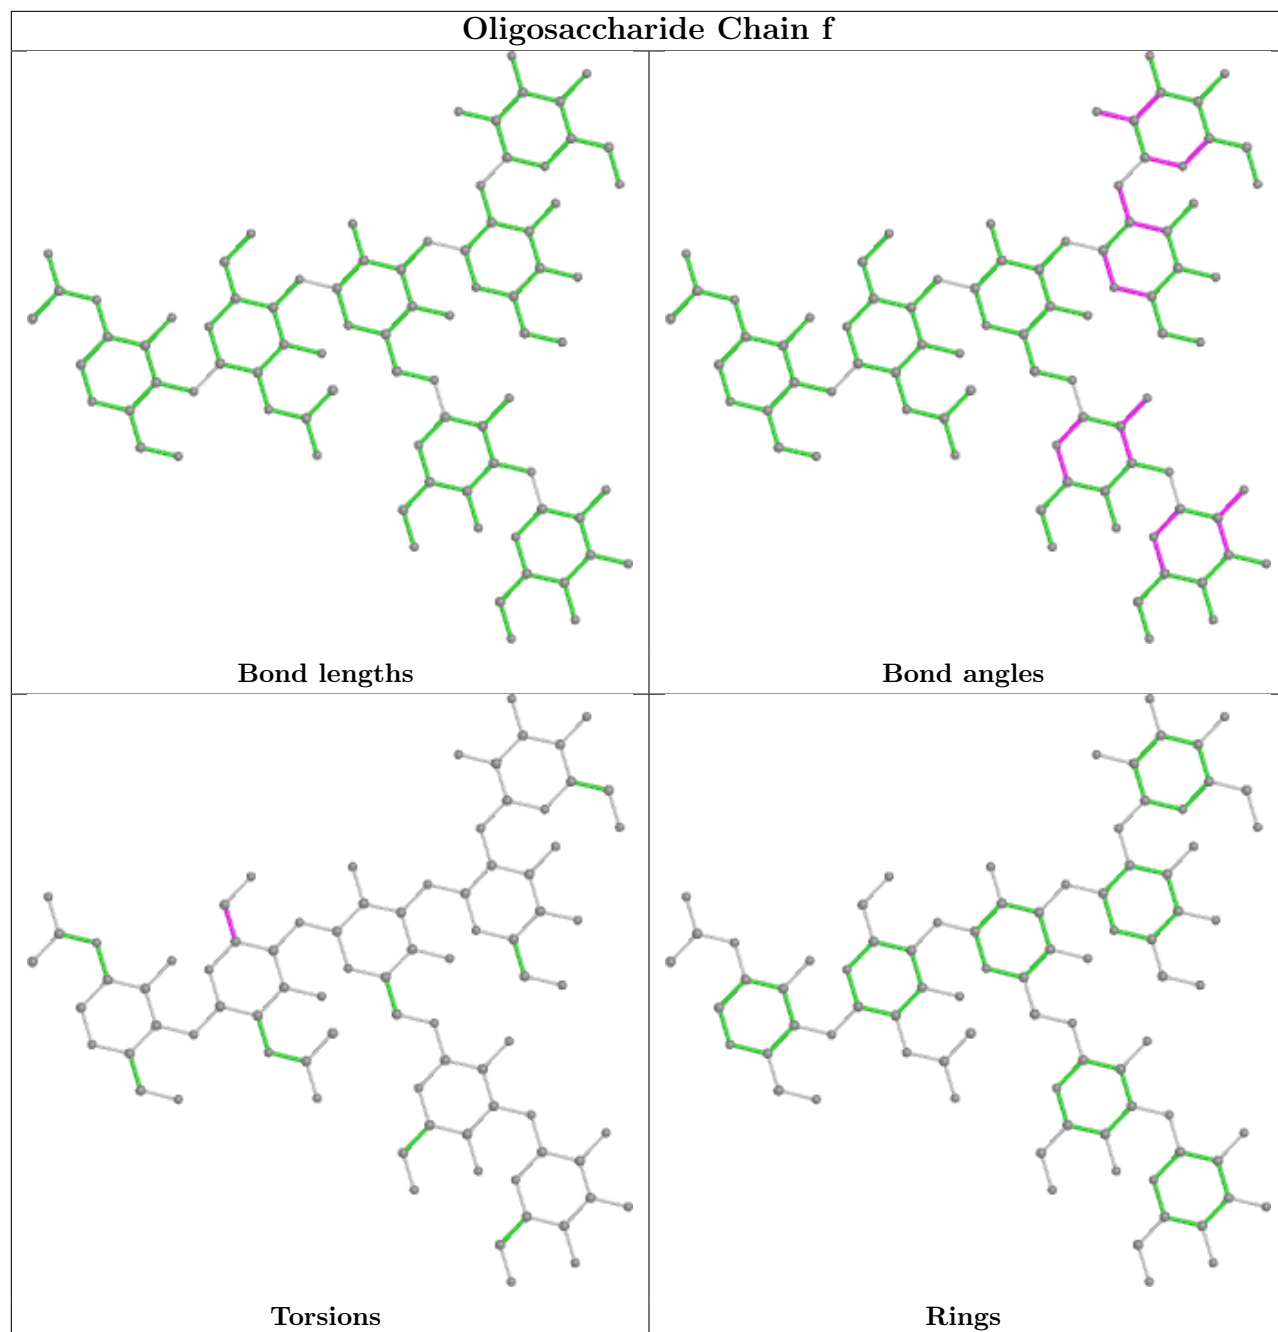 Oligosaccharide Chain f
Bond lengths
Bond angles
Torsions
Rings